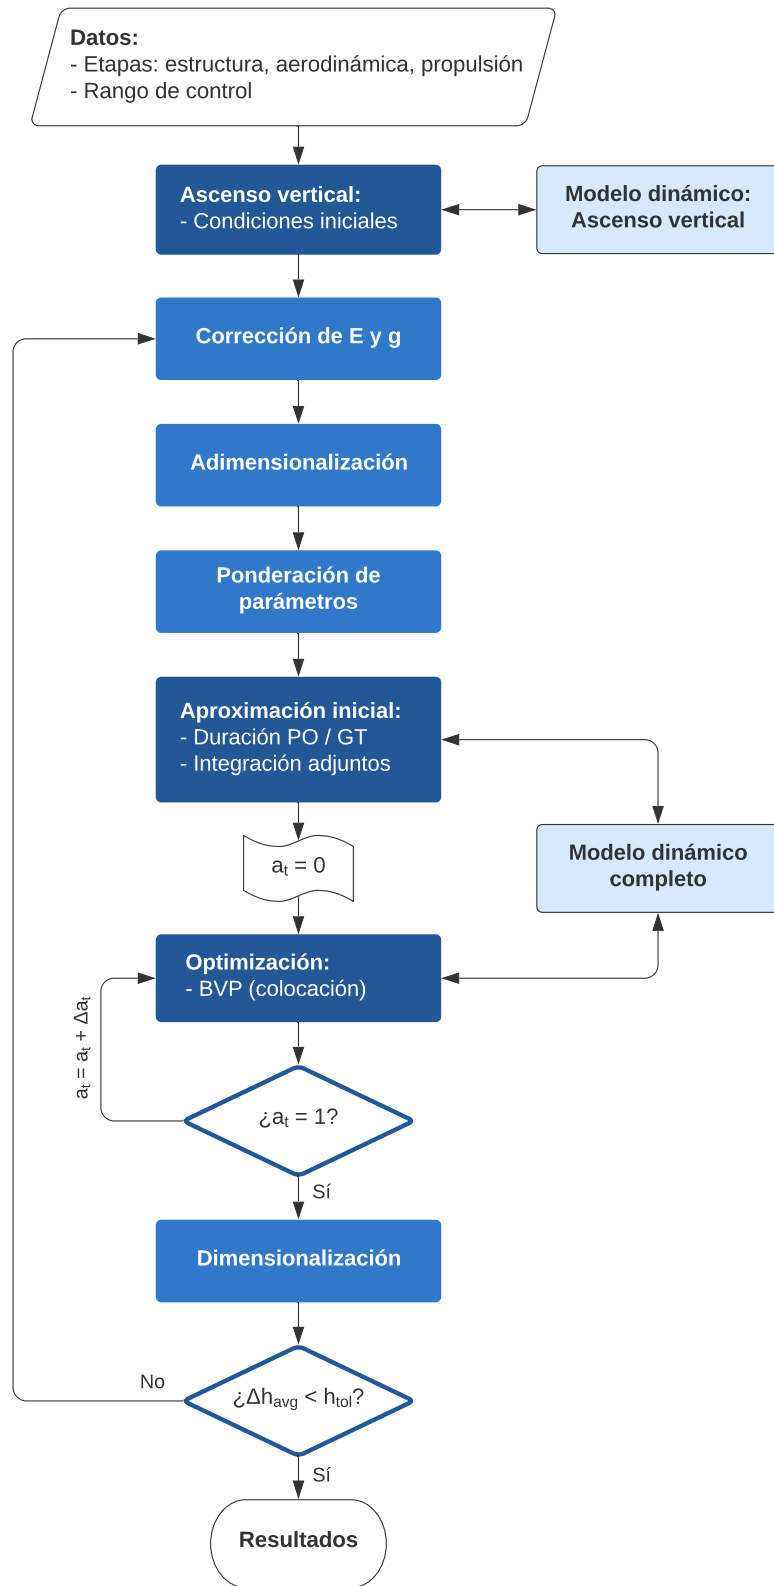 Datos:
- Etapas: estructura, aerodinámica, propulsión
- Rango de control
Ascenso vertical:
- Condiciones iniciales
Modelo dinámico:
Ascenso vertical
Corrección de E y g
Adimensionalización
Ponderación de
parámetros
Aproximación inicial:
- Duración PO / GT
- Integración adjuntos
aₜ = 0
Modelo dinámico
completo
Optimización:
- BVP (colocación)
aₜ = aₜ + Δaₜ
¿aₜ = 1?
Sí
Dimensionalización
No
¿Δh_avg < h_tol?
Sí
Resultados